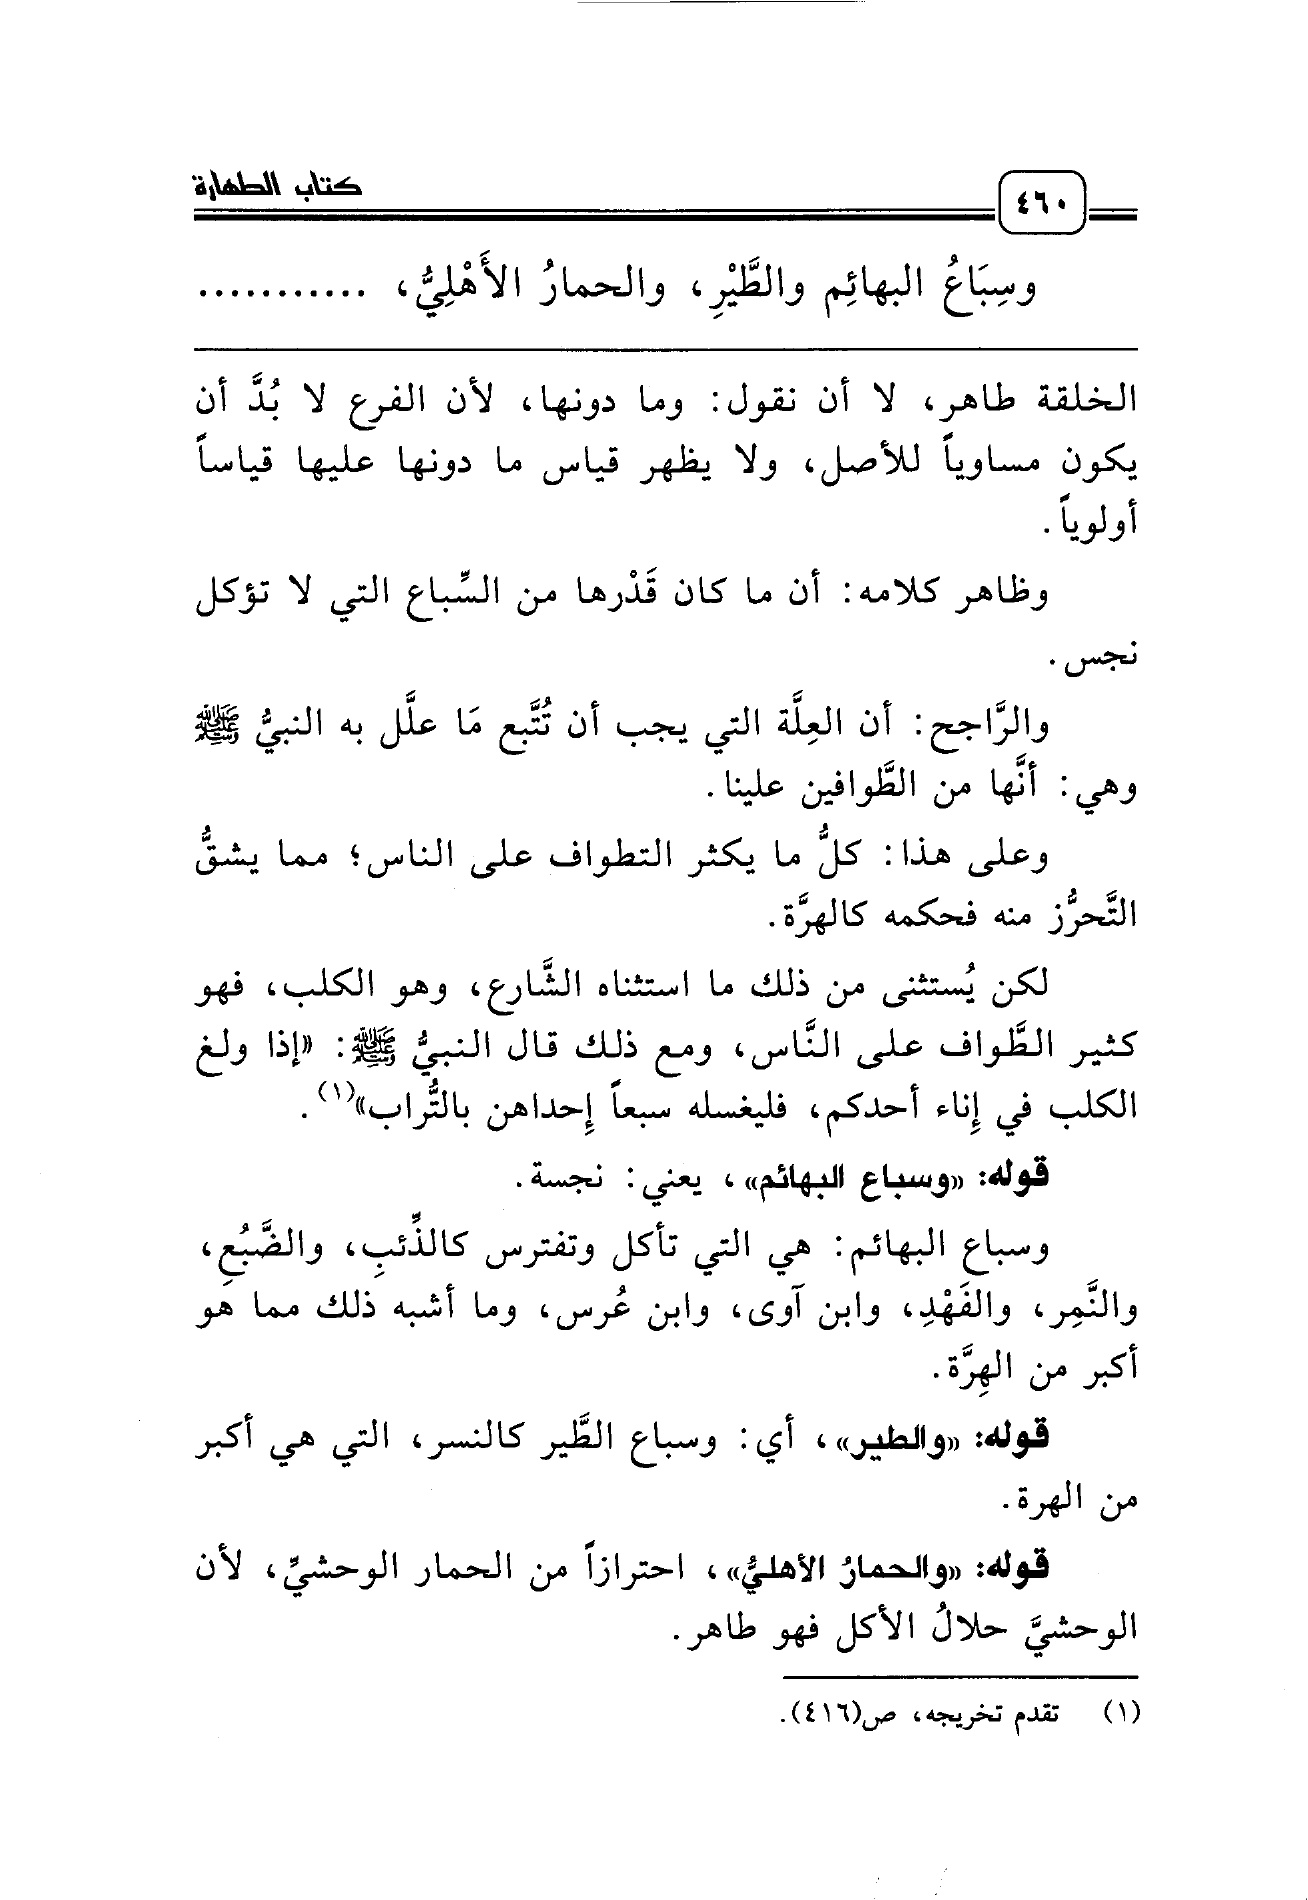 كتاب الطهارة
٤٦٠
وسِبَاعُ البهائِم والطَّيْرِ، والحمارُ الأَهْلِيُّ، ...........
الخلقة طاهر، لا أن نقول: وما دونها، لأن الفرع لا بُدَّ أن
يكون مساوياً للأصل، ولا يظهر قياس ما دونها عليها قياساً
أولوياً.
وظاهر كلامه: أن ما كان قَدْرها من السِّباع التي لا تؤكل
نجس.
والرَّاجح: أن العِلَّة التي يجب أن تُتَّبع مَا علَّل به النبيُّ ﷺ
وهي: أنَّها من الطَّوافين علينا.
وعلى هذا: كلُّ ما يكثر التطواف على الناس؛ مما يشقُّ
التَّحرُّز منه فحكمه كالهرَّة.
لكن يُستثنى من ذلك ما استثناه الشَّارع، وهو الكلب، فهو
كثير الطَّواف على النَّاس، ومع ذلك قال النبيُّ ﷺ: «إذا ولغ
الكلب في إِناء أحدكم، فليغسله سبعاً إِحداهن بالتُّراب»(١).
قوله: «وسباع البهائم»، يعني: نجسة.
وسباع البهائم: هي التي تأكل وتفترس كالذِّئبِ، والضَّبُعِ،
والنَّمِر، والفَهْدِ، وابن آوى، وابن عُرس، وما أشبه ذلك مما هَو
أكبر من الهِرَّة.
قوله: «والطير»، أي: وسباع الطَّير كالنسر، التي هي أكبر
من الهرة.
قوله: «والحمارُ الأهليُّ»، احترازاً من الحمار الوحشيِّ، لأن
الوحشيَّ حلالُ الأكل فهو طاهر.
(١) تقدم تخريجه، ص(٤١٦).